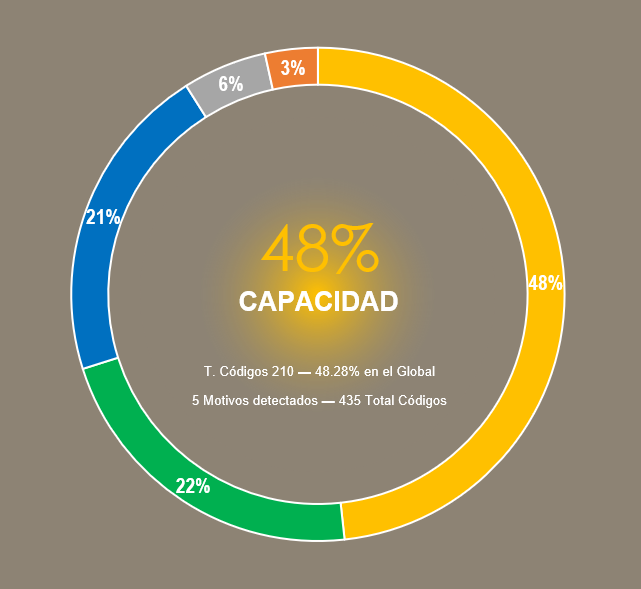 3%
6%
21%
48%
48%
CAPACIDAD
T. Códigos 210 — 48.28% en el Global
5 Motivos detectados — 435 Total Códigos
22%